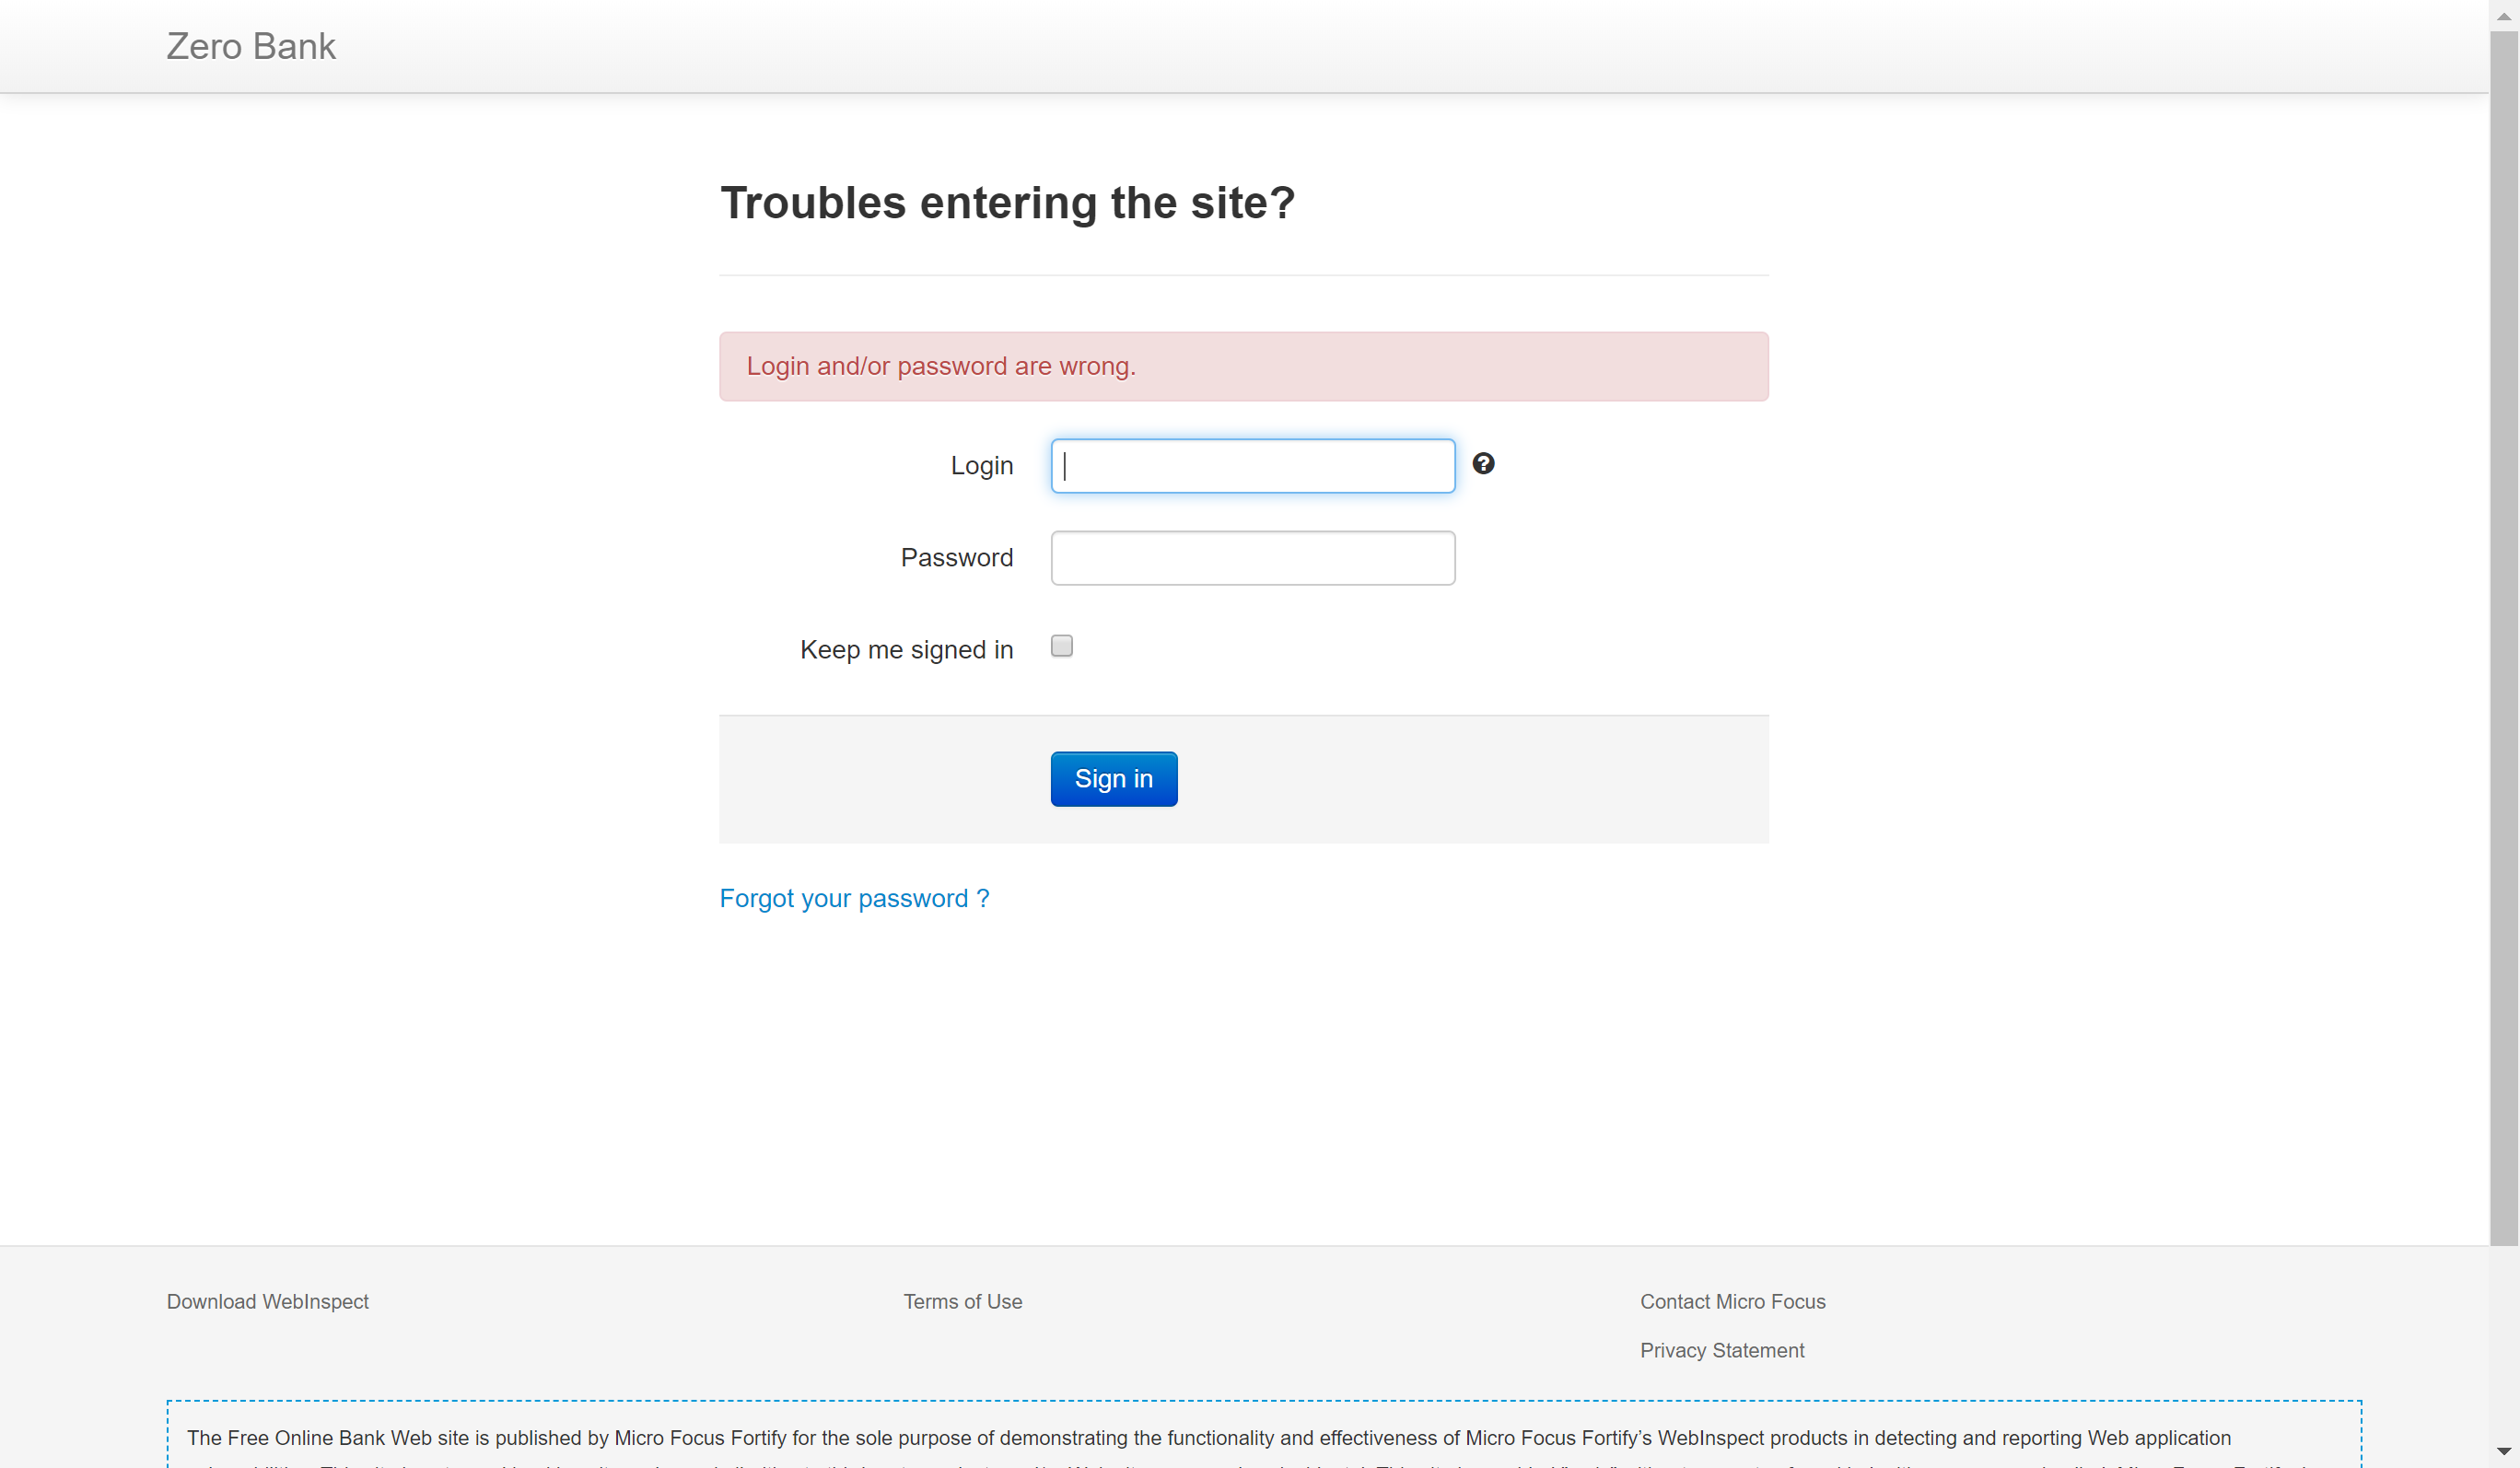 Zero Bank
Troubles entering the site?
Login and/or password are wrong.
Login
Password
Keep me signed in
Sign in
Forgot your password ?
Download WebInspect
Terms of Use
Contact Micro Focus
Privacy Statement
The Free Online Bank Web site is published by Micro Focus Fortify for the sole purpose of demonstrating the functionality and effectiveness of Micro Focus Fortify’s WebInspect products in detecting and reporting Web application